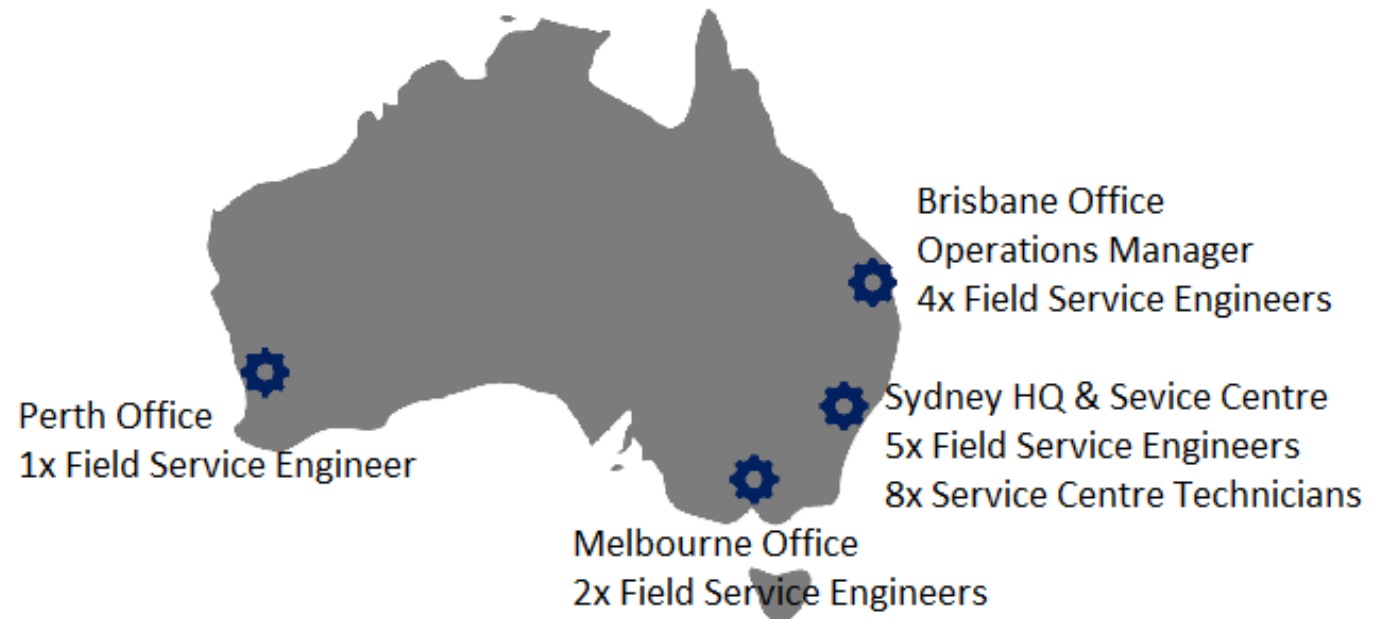 Brisbane Office
Operations Manager
4x Field Service Engineers
Sydney HQ & Sevice Centre
5x Field Service Engineers
8x Service Centre Technicians
Perth Office
1x Field Service Engineer
Melbourne Office
2x Field Service Engineers